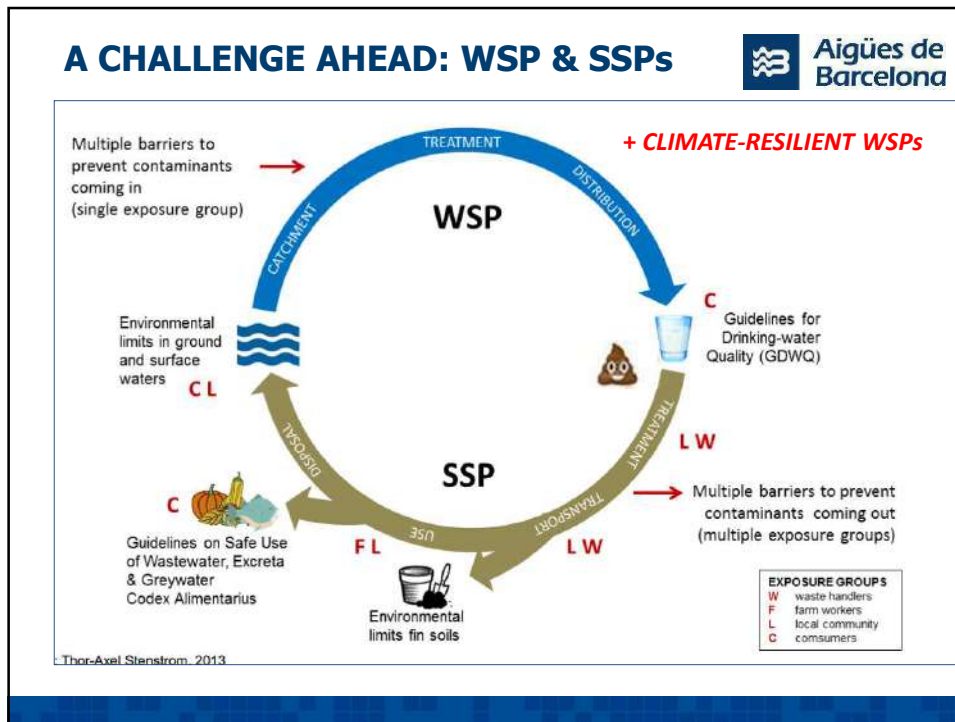 A CHALLENGE AHEAD: WSP & SSPs
Aigües de
Barcelona
+ CLIMATE-RESILIENT WSPs
Multiple barriers to
prevent contaminants
coming in
(single exposure group)
CATCHMENT
TREATMENT
DISTRIBUTION
WSP
C
Guidelines for
Drinking-water
Quality (GDWQ)
Environmental
limits in ground
and surface
waters
C L
TREATMENT
L W
Multiple barriers to prevent
contaminants coming out
(multiple exposure groups)
TRANSPORT
L W
SSP
USE
F L
DISPOSAL
C
Guidelines on Safe Use
of Wastewater, Excreta
& Greywater
Codex Alimentarius
Environmental
limits fin soils
EXPOSURE GROUPS
W waste handlers
F farm workers
L local community
C comsumers
: Thor-Axel Stenstrom, 2013